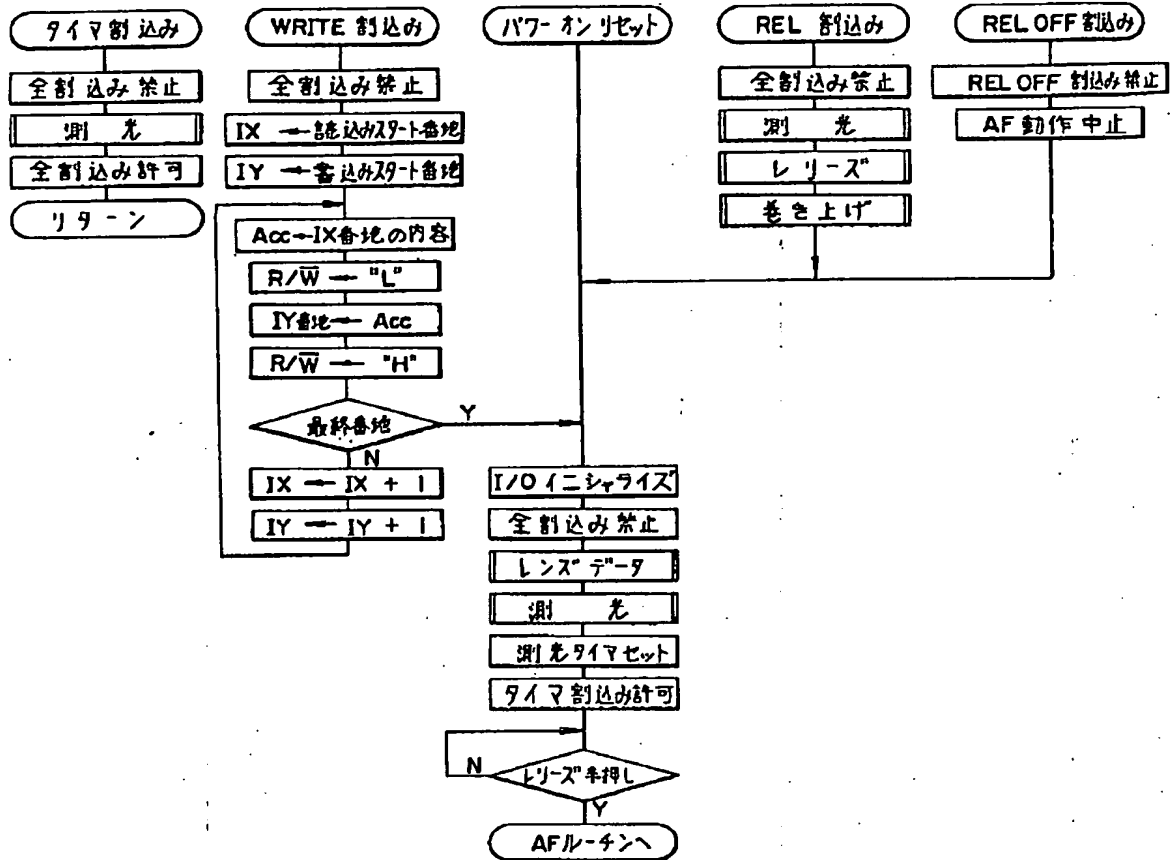 タイマ割込み
全割込み禁止
測光
全割込み許可
リターン
WRITE 割込み
全割込み禁止
IX ← 読込みスタート番地
IY ← 書込みスタート番地
Acc←IX番地の内容
R/W̅ ← "L"
IY番地← Acc
R/W̅ ← "H"
最終番地
Y
N
IX ← IX + 1
IY ← IY + 1
パワーオンリセット
I/O イニシャライズ
全割込み禁止
レンズデータ
測光
測光タイマセット
タイマ割込み許可
N
レリーズ半押し
Y
AFルーチンへ
REL 割込み
全割込み禁止
測光
レリーズ
巻き上げ
REL OFF 割込み
REL OFF 割込み禁止
AF 動作中止